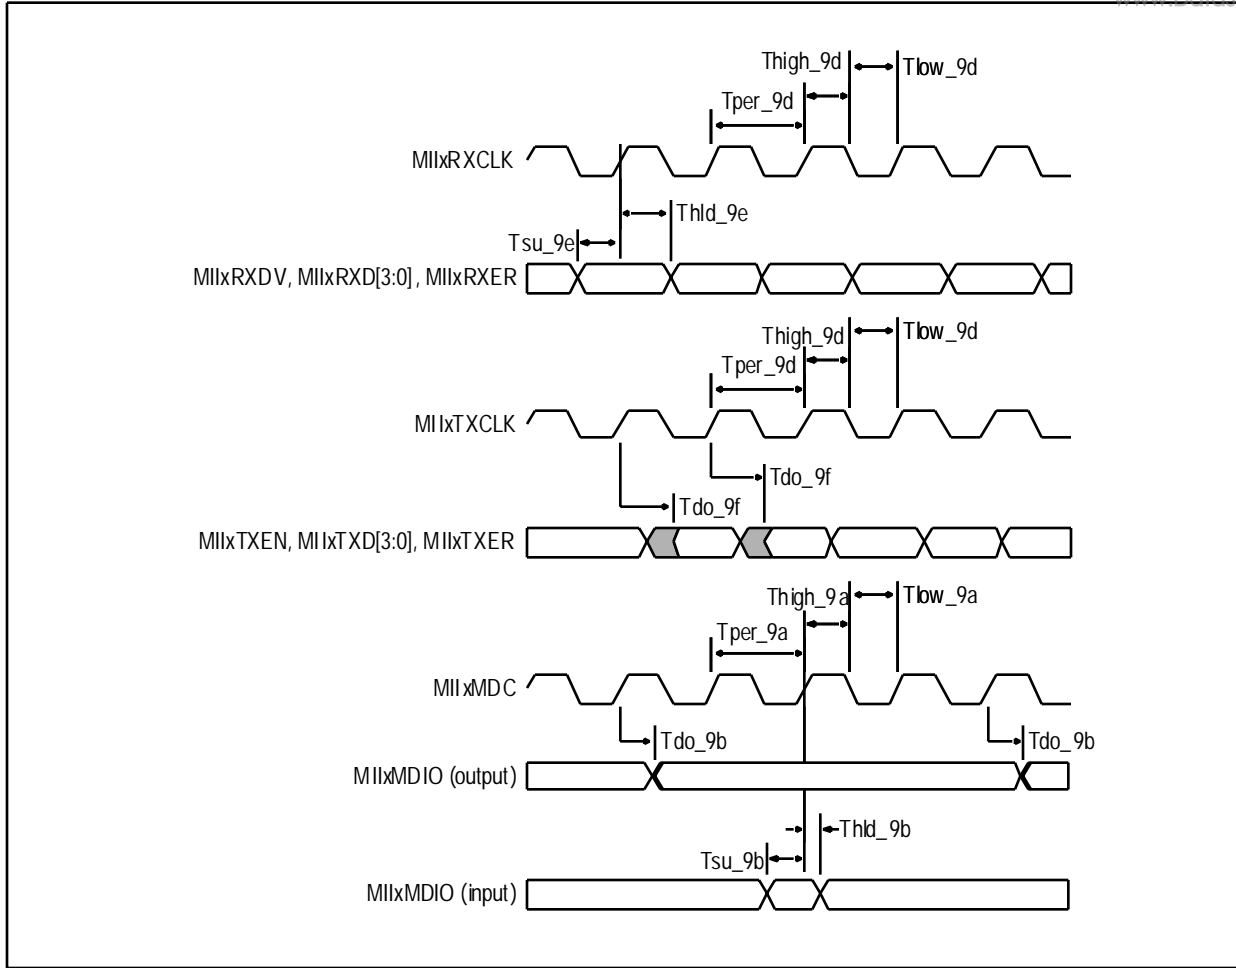 Thigh_9d
Tlow_9d
Tper_9d
MIIxRXCLK
Thld_9e
Tsu_9e
MIIxRXDV, MIIxRXD[3:0], MIIxRXER
Thigh_9d
Tlow_9d
Tper_9d
MIIxTXCLK
Tdo_9f
Tdo_9f
MIIxTXEN, MIIxTXD[3:0], MIIxTXER
Thigh_9a
Tlow_9a
Tper_9a
MIIxMDC
Tdo_9b
Tdo_9b
MIIxMDIO (output)
Thld_9b
Tsu_9b
MIIxMDIO (input)